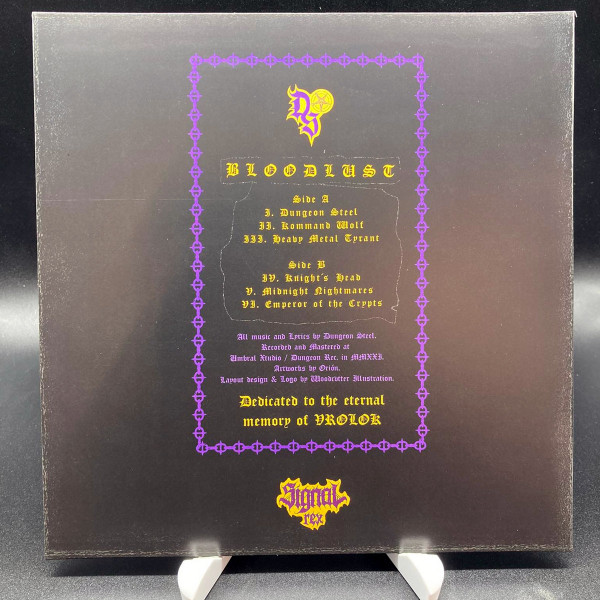 DS
BLOODLUST
Side A
I. Dungeon Steel
II. Kommand Wolf
III. Heavy Metal Tyrant
Side B
IV. Knight's Head
V. Midnight Nightmares
VI. Emperor of the Crypts
All music and Lyrics by Dungeon Steel.
Recorded and Mastered at
Umbral Xtudio / Dungeon Rec. in MMXXI.
Artworks by Orión.
Layout design & Logo by Woodcutter Illustration.
Dedicated to the eternal
memory of VROLOK
Signal
rex